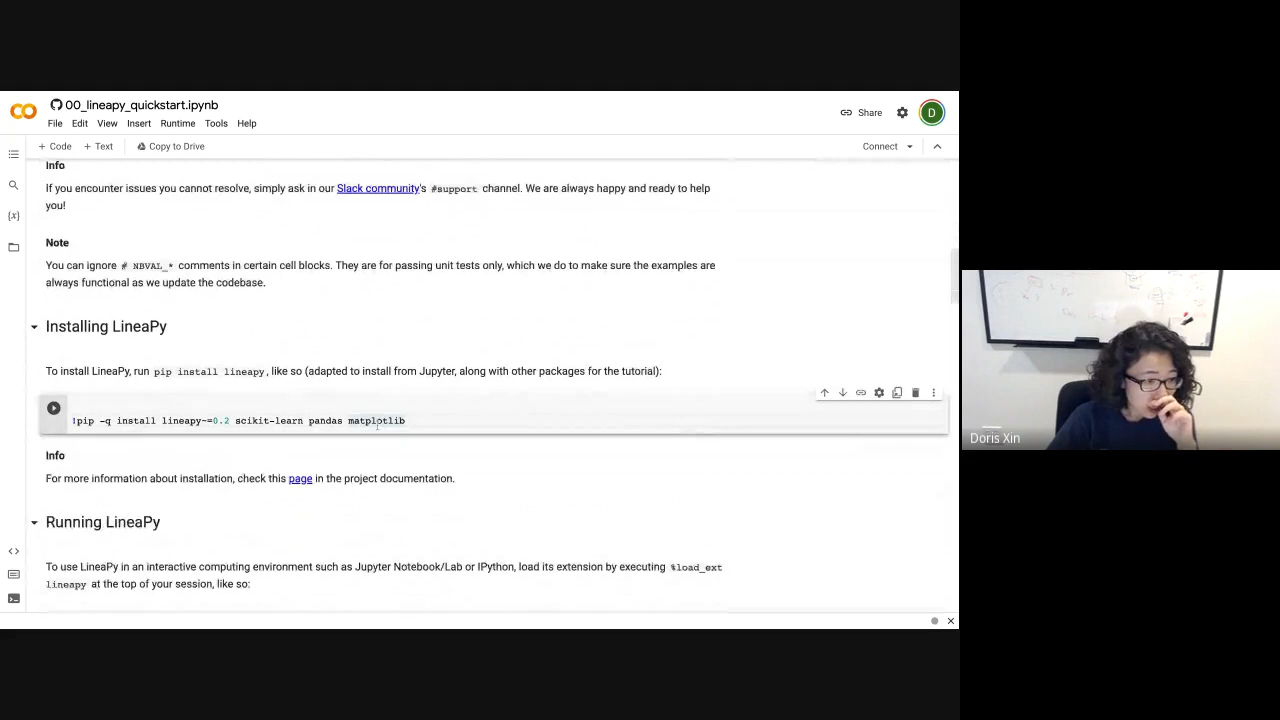 00_lineapy_quickstart.ipynb
File Edit View Insert Runtime Tools Help
Share
D
+ Code + Text Copy to Drive
Connect
Info
If you encounter issues you cannot resolve, simply ask in our Slack community's #support channel. We are always happy and ready to help
you!
Note
You can ignore # NBVAL_* comments in certain cell blocks. They are for passing unit tests only, which we do to make sure the examples are
always functional as we update the codebase.
Installing LineaPy
To install LineaPy, run pip install lineapy, like so (adapted to install from Jupyter, along with other packages for the tutorial):
!pip -q install lineapy~=0.2 scikit-learn pandas matplotlib
Info
For more information about installation, check this page in the project documentation.
Running LineaPy
To use LineaPy in an interactive computing environment such as Jupyter Notebook/Lab or IPython, load its extension by executing %load_ext
lineapy at the top of your session, like so:
Doris Xin